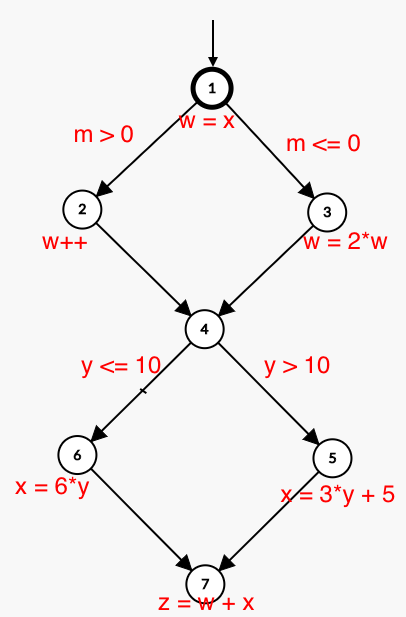 1
w = x
m > 0
m <= 0
2
3
w++
w = 2*w
4
y <= 10
y > 10
6
5
x = 6*y
x = 3*y + 5
7
z = w + x